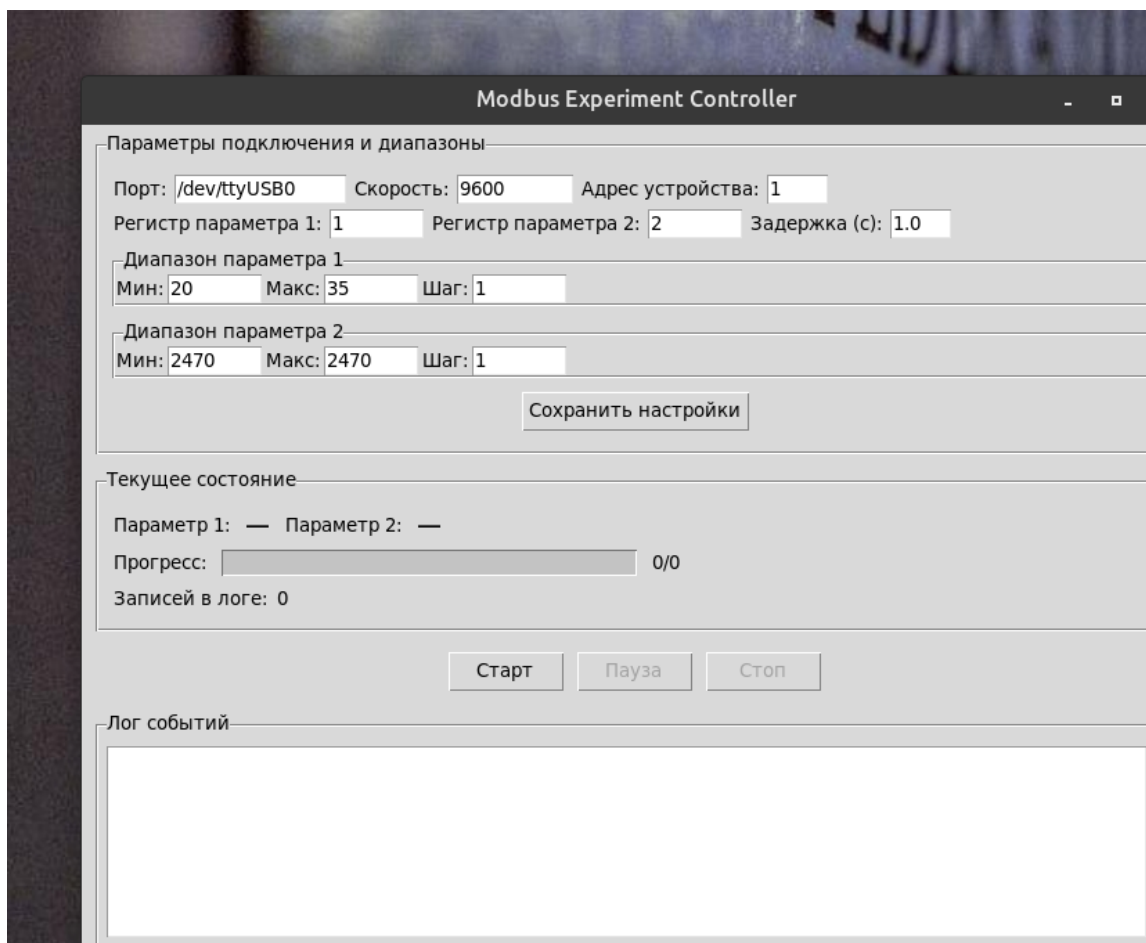 Modbus Experiment Controller
Параметры подключения и диапазоны
Порт: /dev/ttyUSB0 Скорость: 9600 Адрес устройства: 1
Регистр параметра 1: 1 Регистр параметра 2: 2 Задержка (с): 1.0
Диапазон параметра 1
Мин: 20 Макс: 35 Шаг: 1
Диапазон параметра 2
Мин: 2470 Макс: 2470 Шаг: 1
Сохранить настройки
Текущее состояние
Параметр 1: — Параметр 2: —
Прогресс: 0/0
Записей в логе: 0
Старт Пауза Стоп
Лог событий